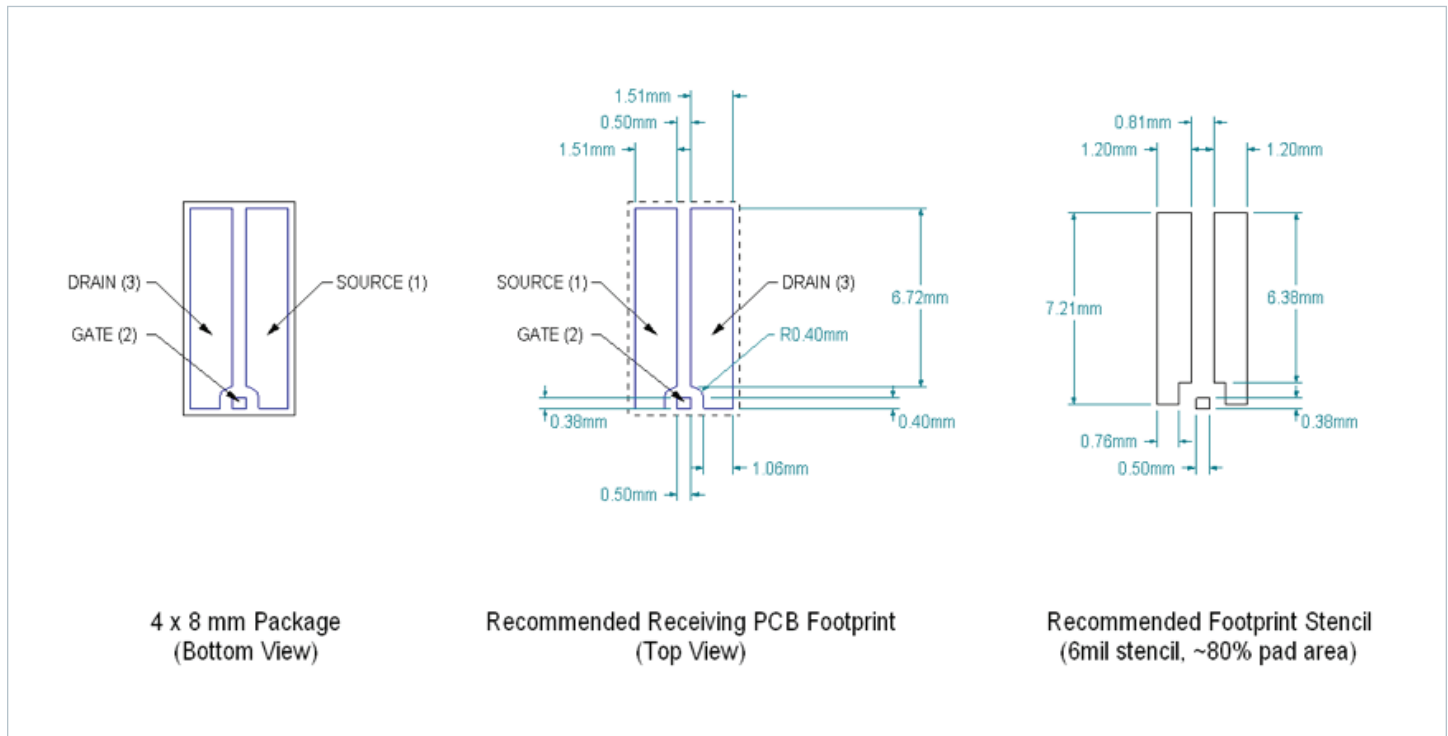 1.51mm
0.50mm
1.51mm
0.81mm
1.20mm
1.20mm
DRAIN (3)
SOURCE (1)
GATE (2)
SOURCE (1)
DRAIN (3)
GATE (2)
6.72mm
R0.40mm
0.38mm
0.40mm
1.06mm
0.50mm
7.21mm
6.38mm
0.38mm
0.76mm
0.50mm
4 x 8 mm Package
(Bottom View)
Recommended Receiving PCB Footprint
(Top View)
Recommended Footprint Stencil
(6mil stencil, ~80% pad area)